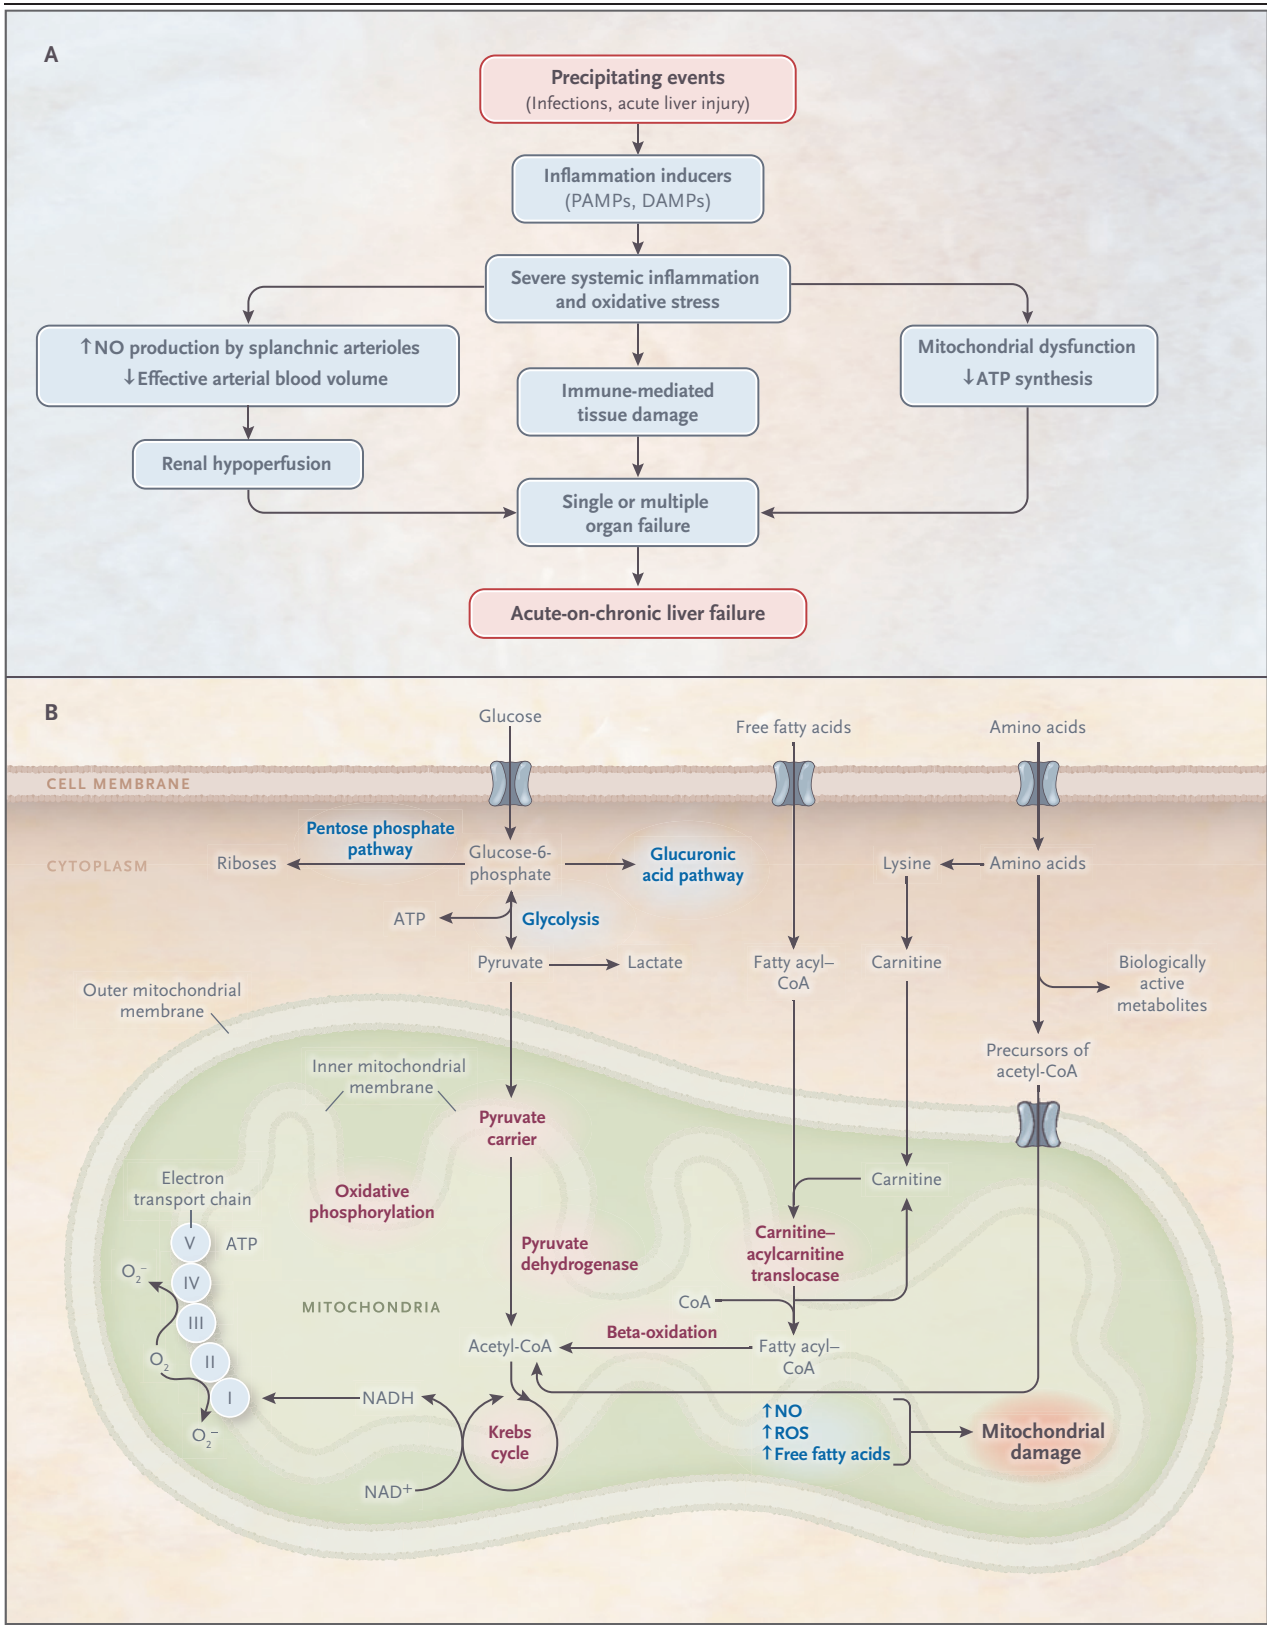 A
Precipitating events
(Infections, acute liver injury)
Inflammation inducers
(PAMPs, DAMPs)
Severe systemic inflammation
and oxidative stress
↑NO production by splanchnic arterioles
↓Effective arterial blood volume
Immune-mediated
tissue damage
Mitochondrial dysfunction
↓ATP synthesis
Renal hypoperfusion
Single or multiple
organ failure
Acute-on-chronic liver failure
B
Glucose
Free fatty acids
Amino acids
CELL MEMBRANE
CYTOPLASM
Pentose phosphate
pathway
Riboses
Glucose-6-
phosphate
Glucuronic
acid pathway
Lysine
Amino acids
ATP
Glycolysis
Pyruvate
Lactate
Fatty acyl–
CoA
Carnitine
Biologically
active
metabolites
Outer mitochondrial
membrane
Precursors of
acetyl-CoA
Inner mitochondrial
membrane
Pyruvate
carrier
Electron
transport chain
Oxidative
phosphorylation
Carnitine
V
ATP
Pyruvate
dehydrogenase
Carnitine–
acylcarnitine
translocase
O₂⁻
IV
MITOCHONDRIA
CoA
III
Beta-oxidation
Acetyl-CoA
Fatty acyl–
CoA
O₂
II
I
NADH
O₂⁻
Krebs
cycle
NAD⁺
↑NO
↑ROS
↑Free fatty acids
Mitochondrial
damage